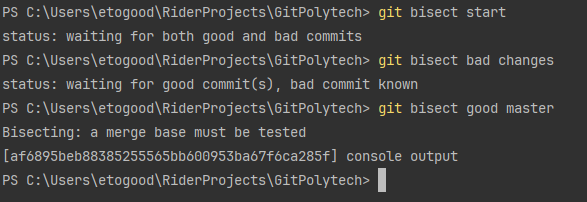 PS C:\Users\etogood\RiderProjects\GitPolytech> git bisect start
status: waiting for both good and bad commits
PS C:\Users\etogood\RiderProjects\GitPolytech> git bisect bad changes
status: waiting for good commit(s), bad commit known
PS C:\Users\etogood\RiderProjects\GitPolytech> git bisect good master
Bisecting: a merge base must be tested
[af6895beb88385255565bb600953ba67f6ca285f] console output
PS C:\Users\etogood\RiderProjects\GitPolytech>